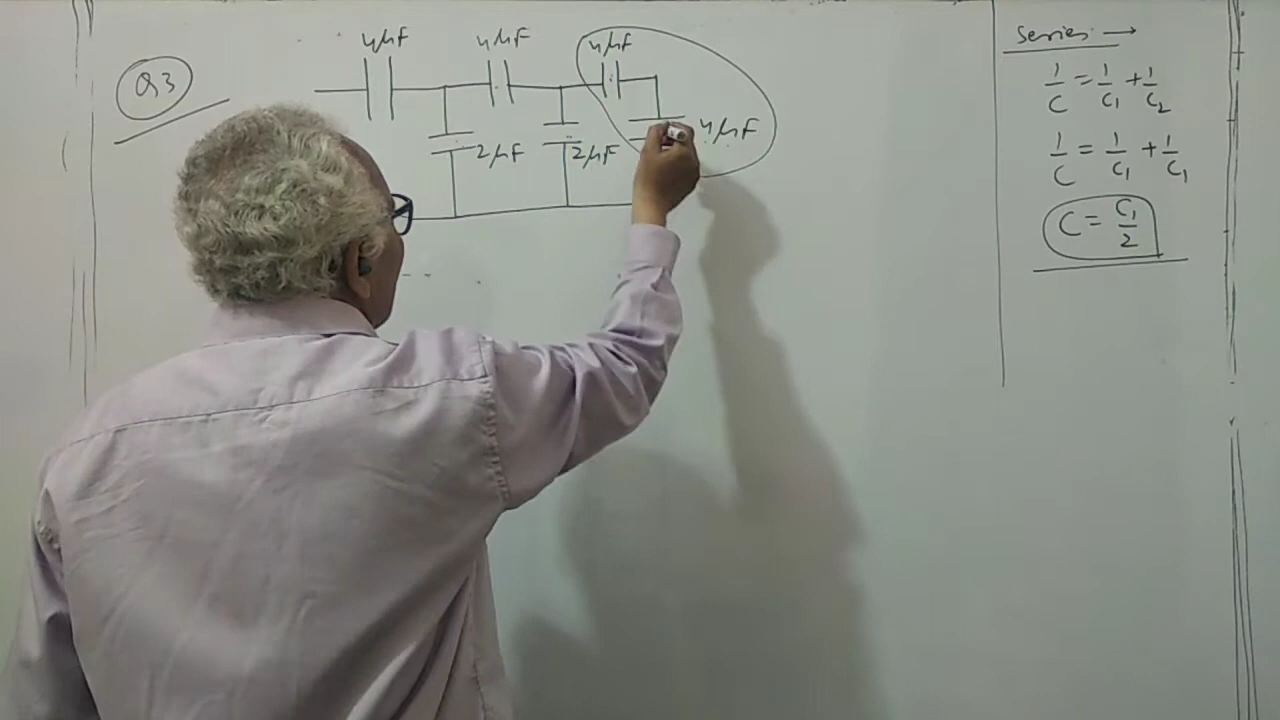 Q3
4μF 4μF 4μF
4μF
2μF 2μF
Series →
1/C = 1/C₁ + 1/C₂
1/C = 1/C₁ + 1/C₁
C = C₁/2